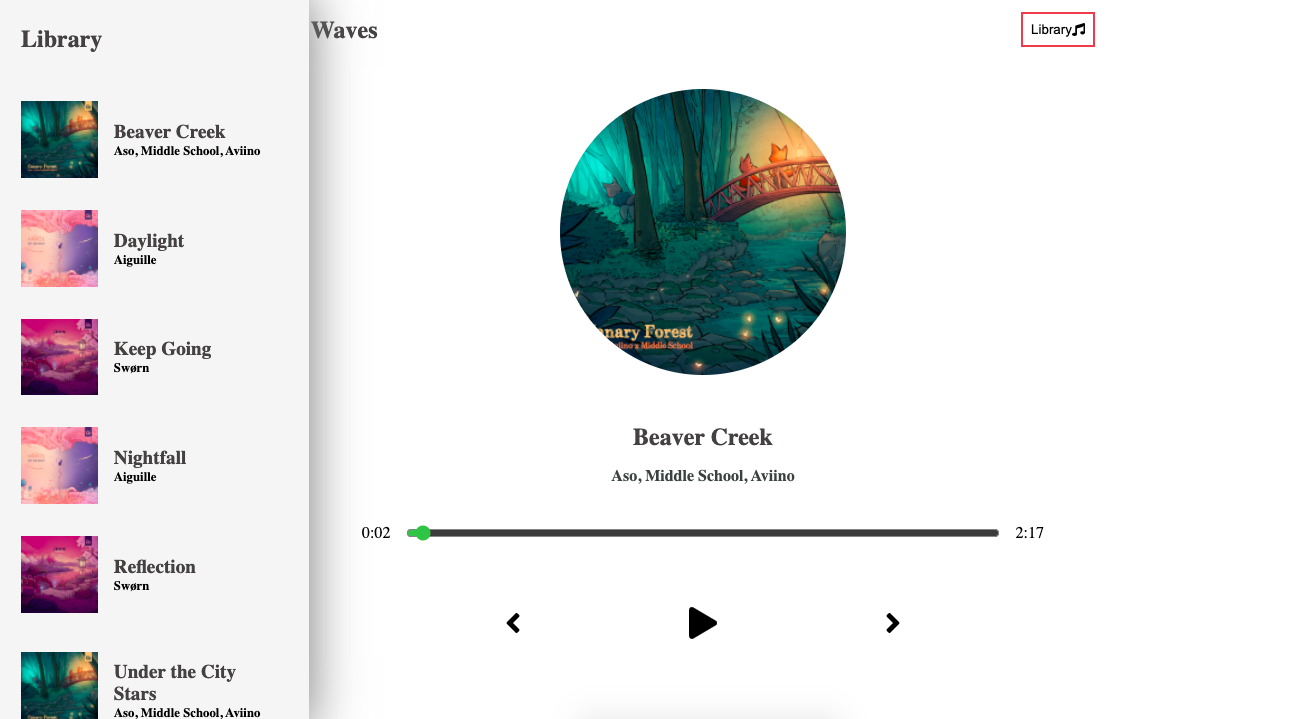 Library
Beaver Creek
Aso, Middle School, Aviino
Daylight
Aiguille
Keep Going
Swørn
Nightfall
Aiguille
Reflection
Swørn
Under the City
Stars
Aso, Middle School, Aviino
Waves
Library
nary Forest
x Middle School
Beaver Creek
Aso, Middle School, Aviino
0:02
2:17